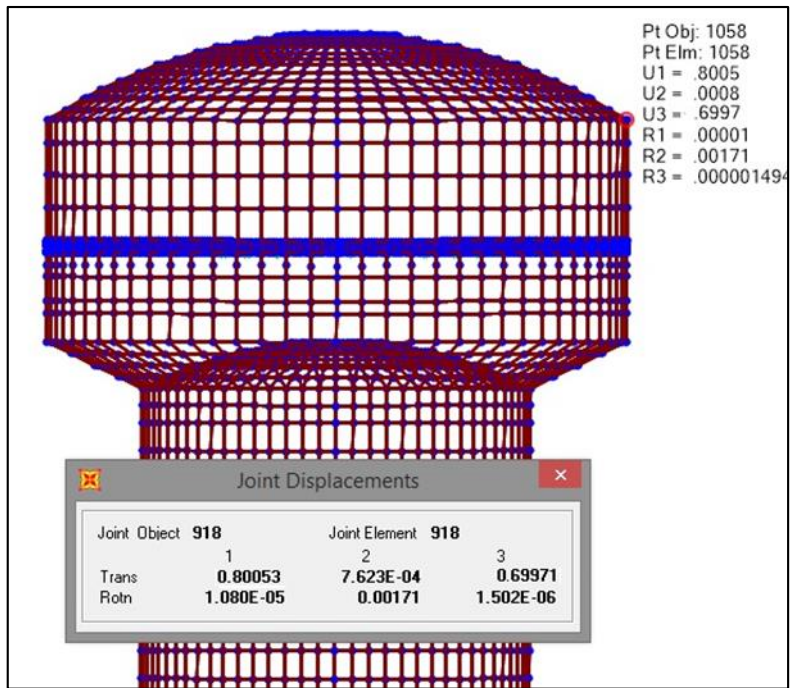 Pt Obj: 1058
Pt Elm: 1058
U1 = .8005
U2 = .0008
U3 = .6997
R1 = .00001
R2 = .00171
R3 = .000001494
Joint Displacements
Joint Object 918 Joint Element 918
1 2 3
Trans 0.80053 7.623E-04 0.69971
Rotn 1.080E-05 0.00171 1.502E-06